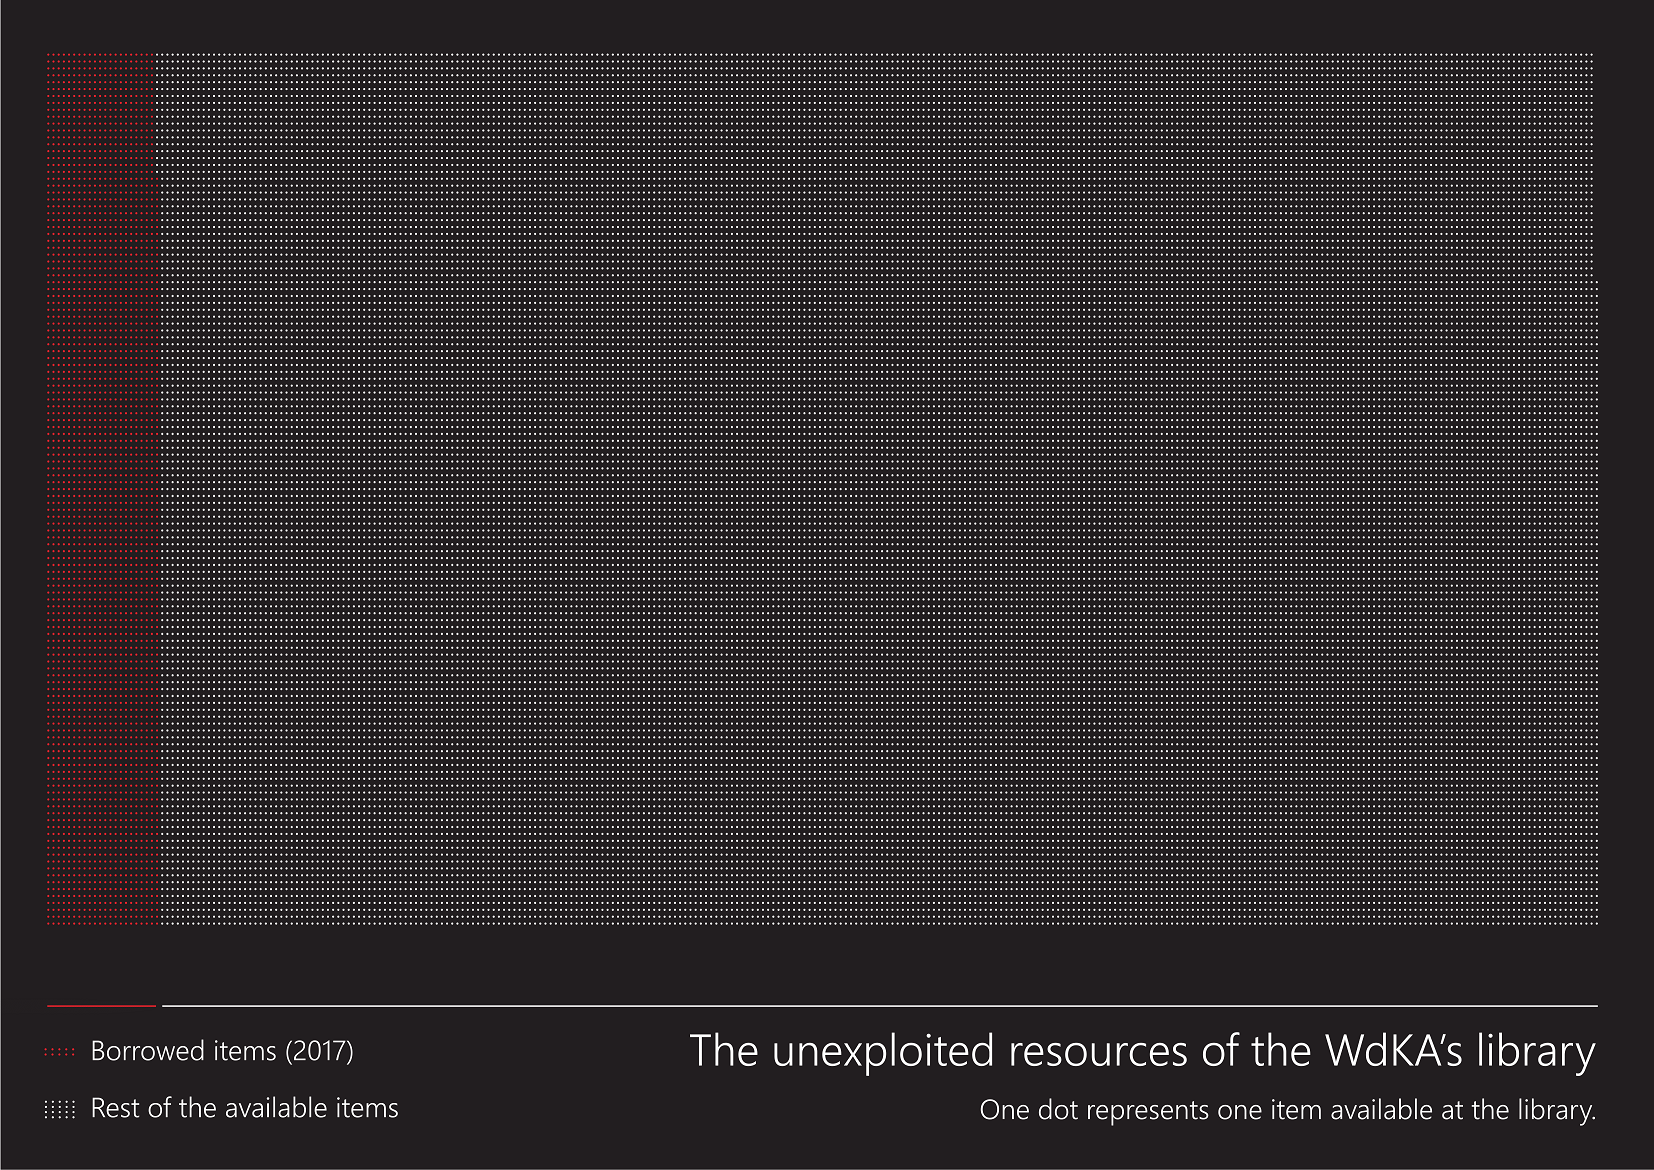 The unexploited resources of the WdKA's library
One dot represents one item available at the library.
Borrowed items (2017)
Rest of the available items